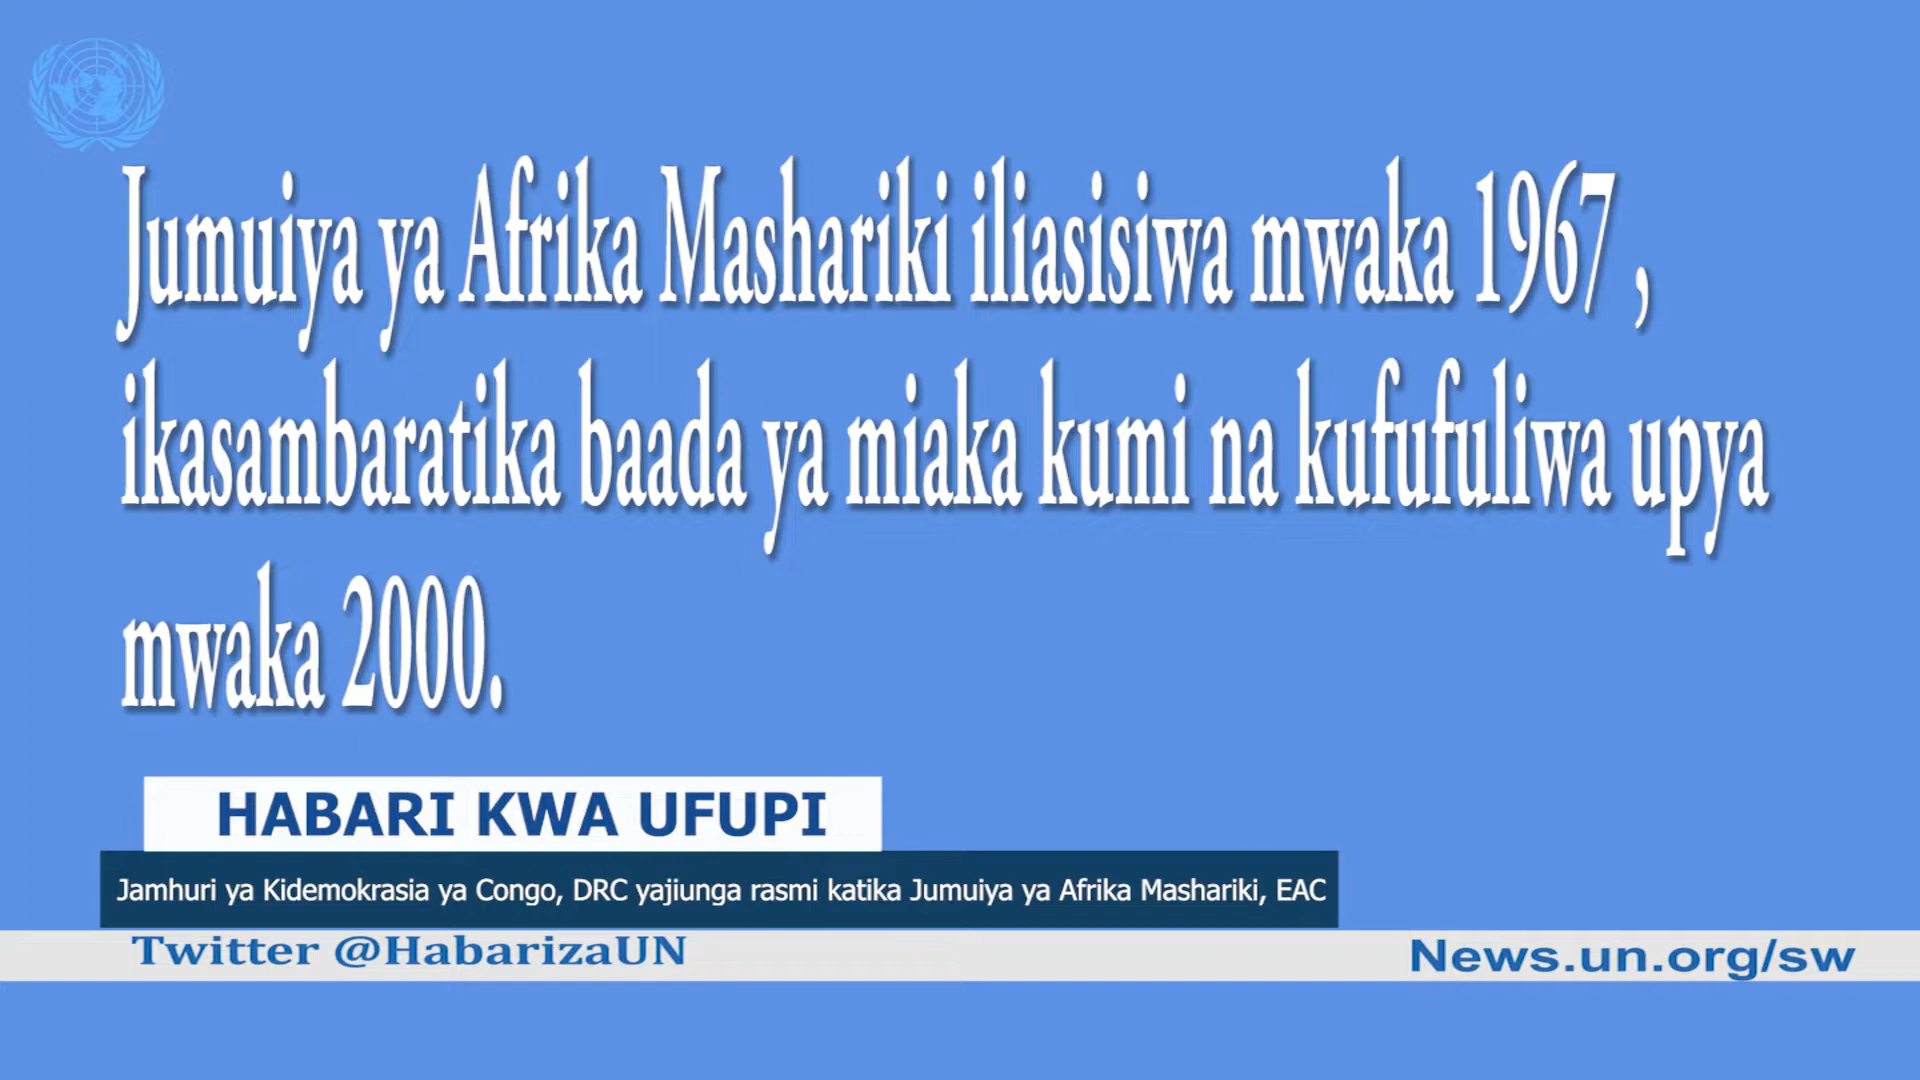 Jumuiya ya Afrika Mashariki iliasisiwa mwaka 1967 ,
ikasambaratika baada ya miaka kumi na kufufuliwa upya
mwaka 2000.
HABARI KWA UFUPI
Jamhuri ya Kidemokrasia ya Congo, DRC yajiunga rasmi katika Jumuiya ya Afrika Mashariki, EAC
Twitter @HabarizaUN
News.un.org/sw